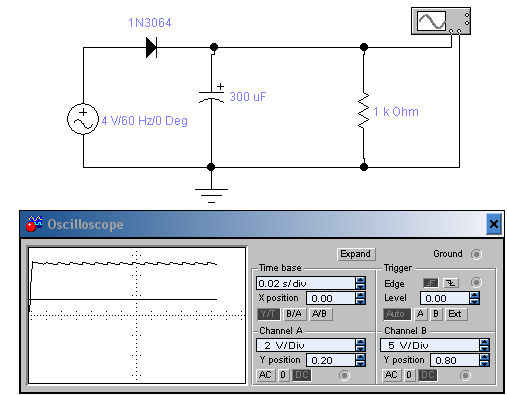 1N3064
300 uF
4 V/60 Hz/0 Deg
1 k Ohm
Oscilloscope
Expand
Ground
Time base
0.02 s/div
X position 0.00
Y/T B/A A/B
Trigger
Edge
Level 0.00
Auto A B Ext
Channel A
2 V/Div
Y position 0.20
AC 0 DC
Channel B
5 V/Div
Y position 0.80
AC 0 DC